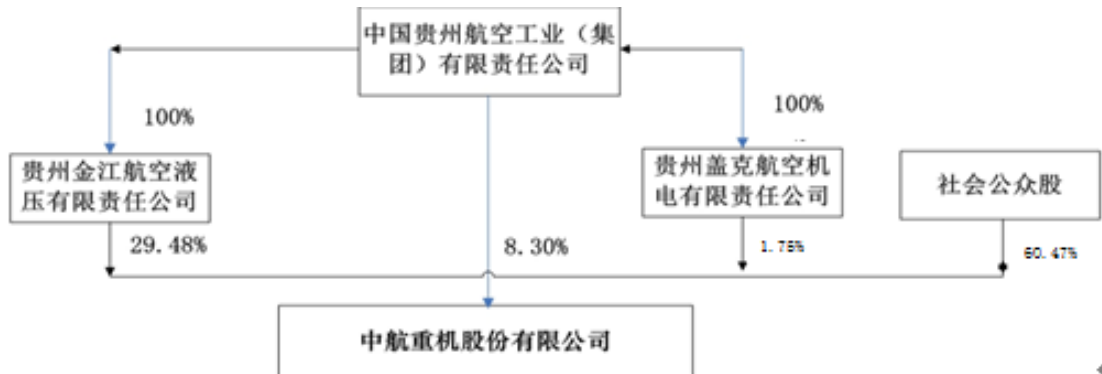 中国贵州航空工业（集
团）有限责任公司
100%
100%
贵州金江航空液
压有限责任公司
贵州盖克航空机
电有限责任公司
社会公众股
29.48%
8.30%
1.75%
60.47%
中航重机股份有限公司